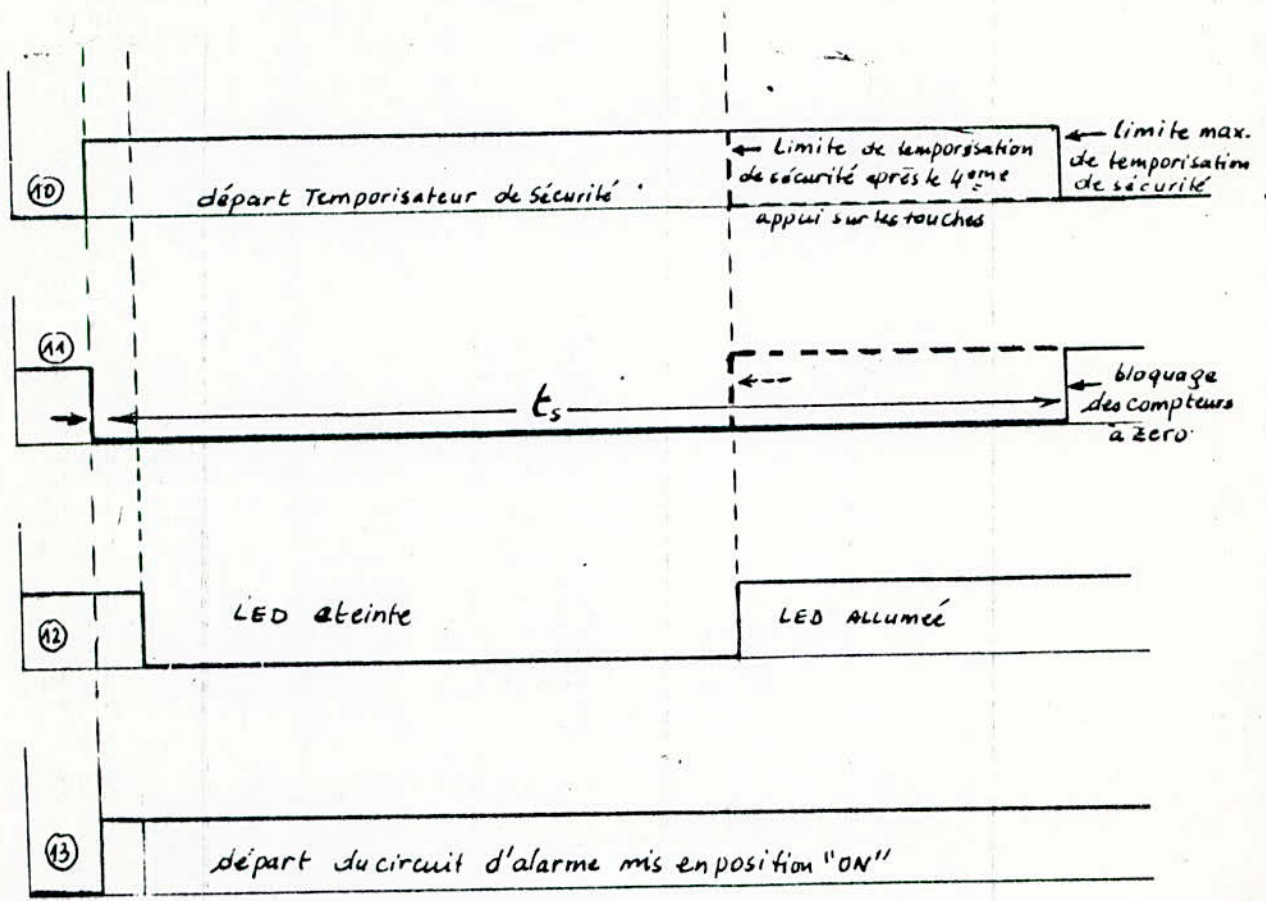 ⑩
départ Temporisateur de Sécurité
← Limite de temporisation
de sécurité après le 4eme
appui sur les touches
← limite max.
de temporisation
de sécurité
⑪
ts
← bloquage
des compteurs
à zero
⑫
LED eteinte
LED ALLUMEÉ
⑬
départ du circuit d'alarme mis en position "ON"